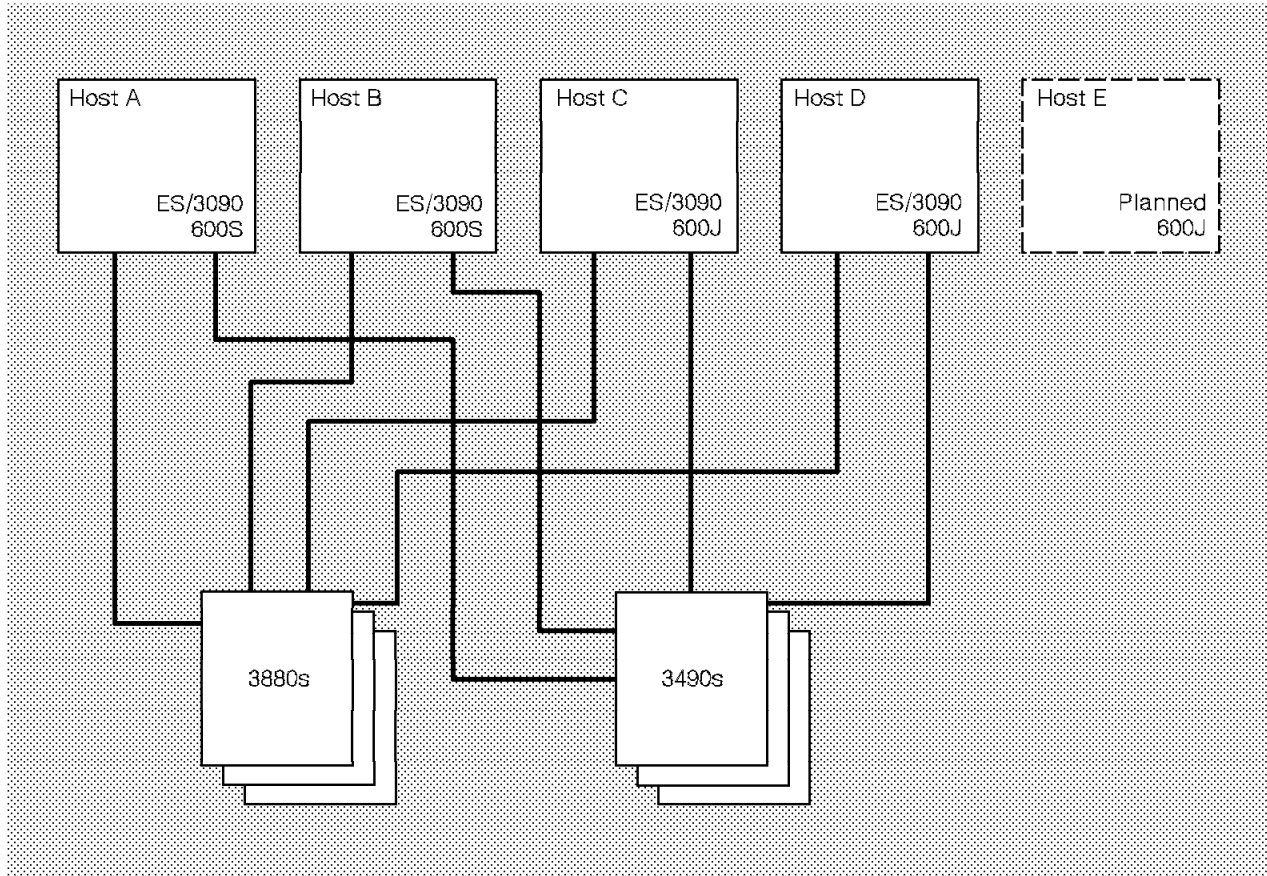 Host A
ES/3090
600S
Host B
ES/3090
600S
Host C
ES/3090
600J
Host D
ES/3090
600J
Host E
Planned
600J
3880s
3490s